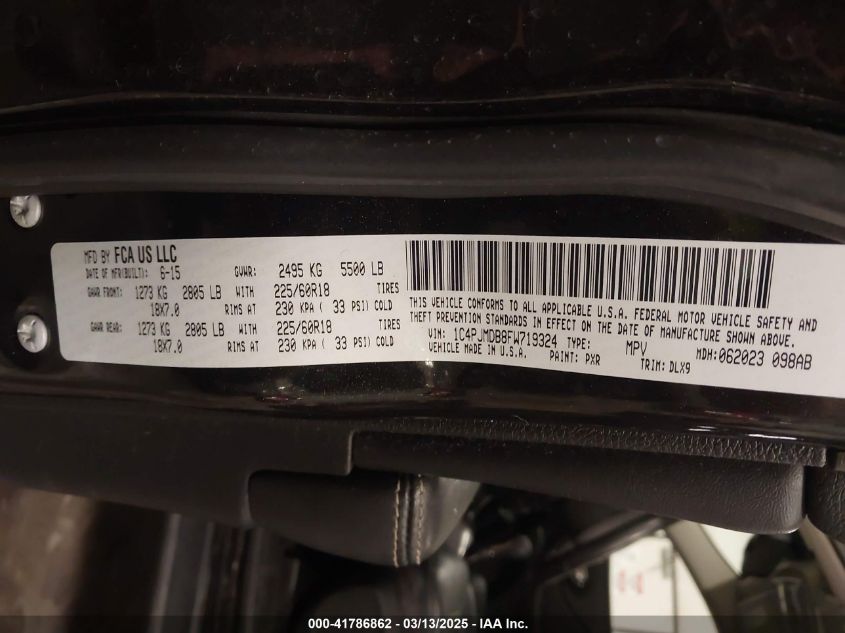 MFD BY FCA US LLC
DATE OF MFR(BUILT): 6-15 GVWR: 2495 KG 5500 LB
GAWR FRONT: 1273 KG 2805 LB WITH 225/60R18 TIRES
18X7.0 RIMS AT 230 KPA ( 33 PSI) COLD
GAWR REAR: 1273 KG 2805 LB WITH 225/60R18 TIRES
18X7.0 RIMS AT 230 KPA ( 33 PSI) COLD
THIS VEHICLE CONFORMS TO ALL APPLICABLE U.S.A. FEDERAL MOTOR VEHICLE SAFETY AND
THEFT PREVENTION STANDARDS IN EFFECT ON THE DATE OF MANUFACTURE SHOWN ABOVE.
VIN: 1C4PJMDB8FW719324 TYPE: MPV MDH:062023 098AB
VEHICLE MADE IN U.S.A. PAINT: PXR TRIM: DLX9
000-41786862 - 03/13/2025 - IAA Inc.